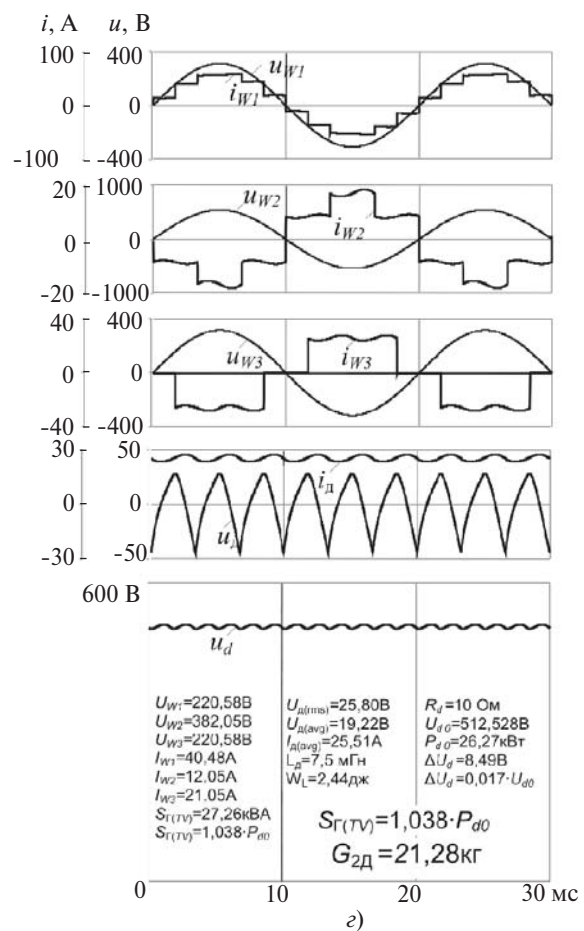 i, А u, В
100 400
0 0
-100 -400
u_W1
i_W1
20 1000
0 0
-20 -1000
u_W2
i_W2
40 400
0 0
-40 -400
u_W3
i_W3
30 50
0 0
-30 -50
i_д
600 В
u_d
U_W1=220,58В
U_W2=382,05В
U_W3=220,58В
I_W1=40,48А
I_W2=12.05А
I_W3=21.05А
S_Г(TV)=27,26кВА
S_Г(TV)=1,038·P_d0
U_д(rms)=25,80В
U_д(avg)=19,22В
I_д(avg)=25,51А
L_д=7,5 мГн
W_L=2,44дж
R_d=10 Ом
U_d0=512,528В
P_d0=26,27кВт
ΔU_d=8,49В
ΔU_d=0,017·U_d0
S_Г(TV)=1,038·P_d0
G_2Д=21,28кг
0 10 20 30 мс
г)